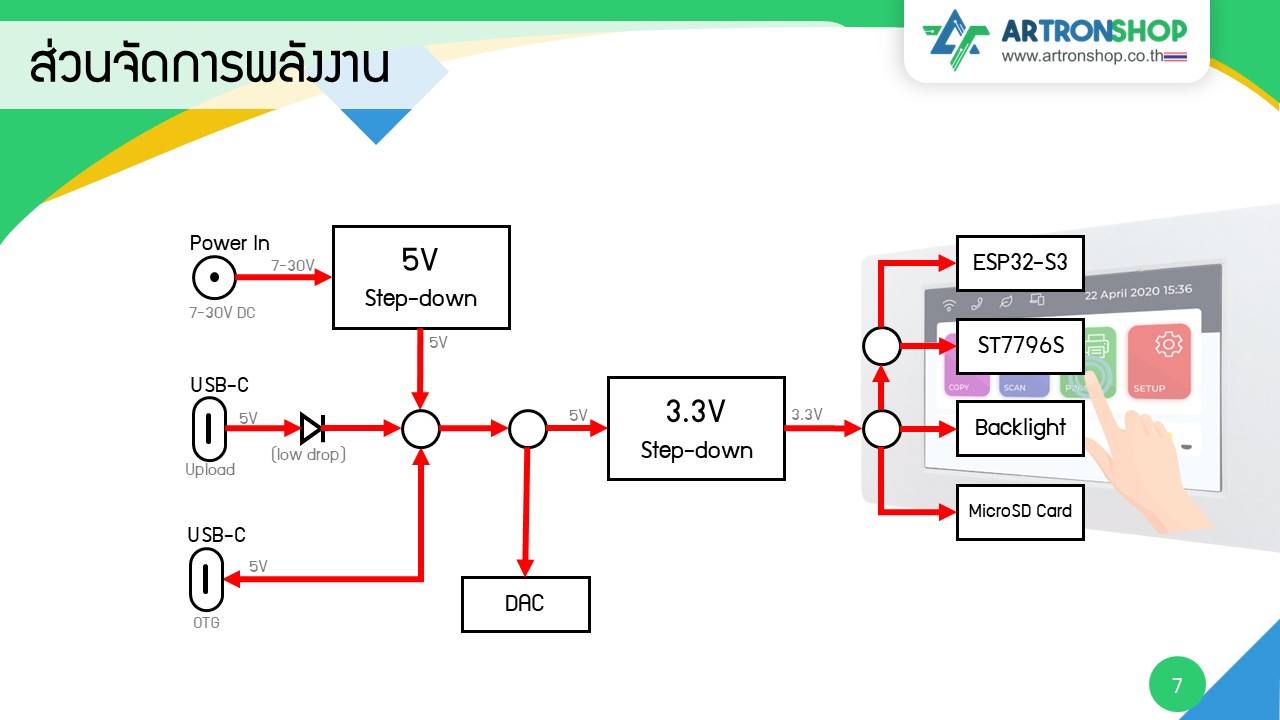 ส่วนจัดการพลังงาน
ARTRONSHOP
www.artronshop.co.th
Power In
7-30V
7-30V DC
5V
Step-down
5V
USB-C
5V
Upload
(low drop)
USB-C
5V
OTG
5V
DAC
3.3V
Step-down
3.3V
ESP32-S3
ST7796S
Backlight
MicroSD Card
22 April 2020 15:36
COPY
SCAN
SETUP
7